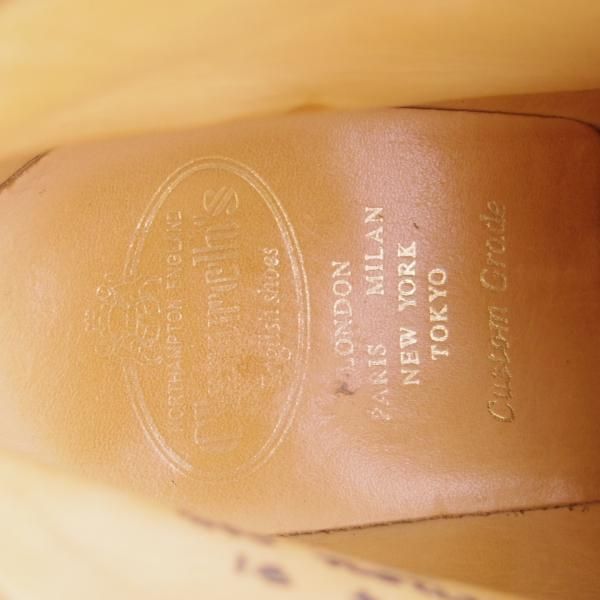 NORTHAMPTON ENGLAND
Church's
English shoes
LONDON
PARIS MILAN
NEW YORK
TOKYO
Custom Grade